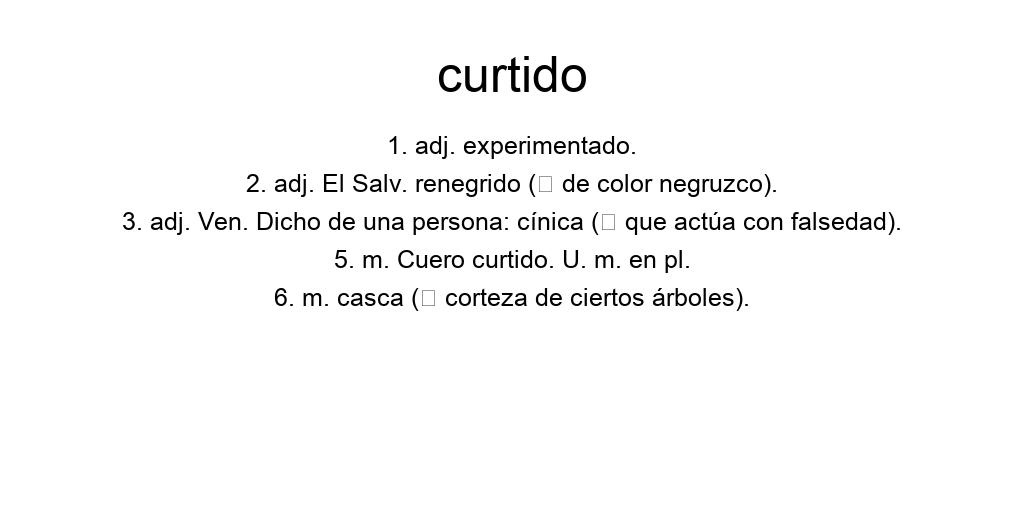 curtido
1. adj. experimentado.
2. adj. El Salv. renegrido (□ de color negruzco).
3. adj. Ven. Dicho de una persona: cínica (□ que actúa con falsedad).
5. m. Cuero curtido. U. m. en pl.
6. m. casca (□ corteza de ciertos árboles).